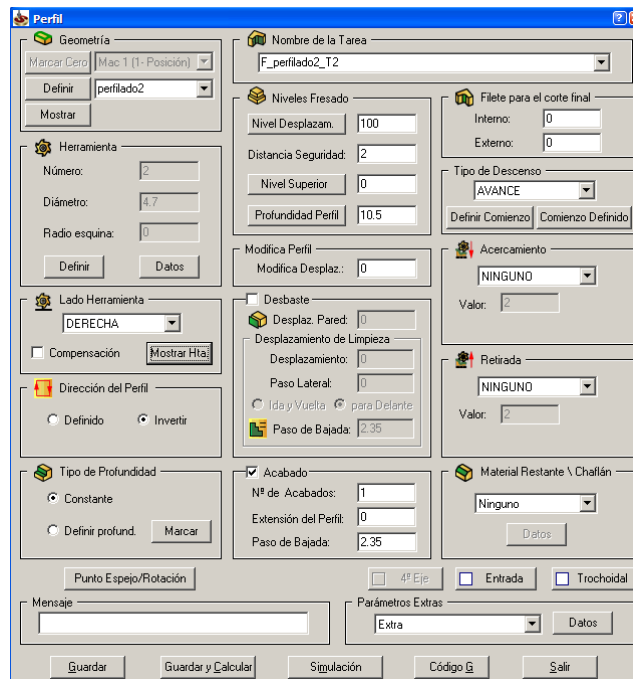 Perfil
Geometría
Marcar Cero
Mac 1 (1- Posición)
Definir
perfilado2
Mostrar
Nombre de la Tarea
F_perfilado2_T2
Herramienta
Número:
2
Diámetro:
4.7
Radio esquina:
0
Definir
Datos
Niveles Fresado
Nivel Desplazam.
100
Distancia Seguridad:
2
Nivel Superior
0
Profundidad Perfil
10.5
Filete para el corte final
Interno:
0
Externo:
0
Tipo de Descenso
AVANCE
Definir Comienzo
Comienzo Definido
Modifica Perfil
Modifica Desplaz.:
0
Acercamiento
NINGUNO
Valor:
2
Lado Herramienta
DERECHA
Compensación
Mostrar Hta
Desbaste
Desplaz. Pared:
0
Desplazamiento de Limpieza
Desplazamiento:
0
Paso Lateral:
0
Ida y Vuelta
para Delante
Paso de Bajada:
2.35
Retirada
NINGUNO
Valor:
2
Dirección del Perfil
Definido
Invertir
Tipo de Profundidad
Constante
Definir profund.
Marcar
Acabado
Nº de Acabados:
1
Extensión del Perfil:
0
Paso de Bajada:
2.35
Material Restante \ Chaflán
Ninguno
Datos
Punto Espejo/Rotación
4º Eje
Entrada
Trochoidal
Mensaje
Parámetros Extras
Extra
Datos
Guardar
Guardar y Calcular
Simulación
Código G
Salir